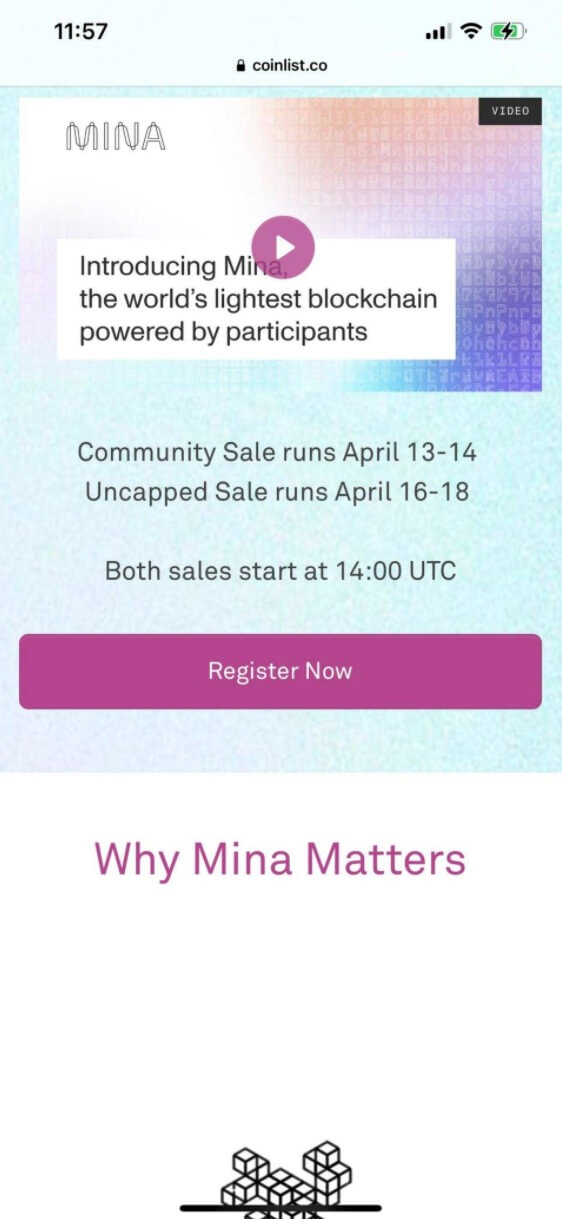 11:57
coinlist.co
VIDEO
MINA
Introducing Mina,
the world's lightest blockchain
powered by participants
Community Sale runs April 13-14
Uncapped Sale runs April 16-18
Both sales start at 14:00 UTC
Register Now
Why Mina Matters